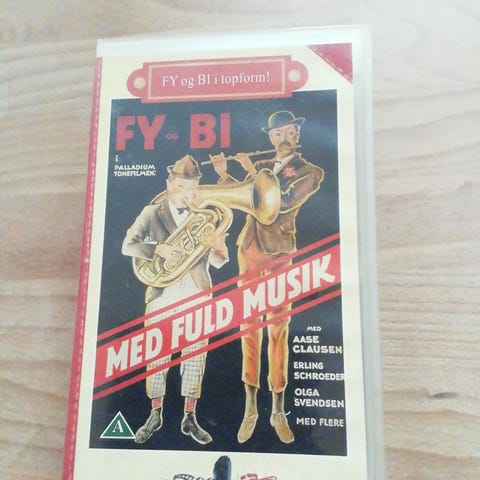 FY og BI i topform!
FY OG BI
i
PALLADIUM
TONEFILMEN:
MED FULD MUSIK
MED
AASE
CLAUSEN
ERLING
SCHROEDER
OLGA
SVENDSEN
MED FLERE
A